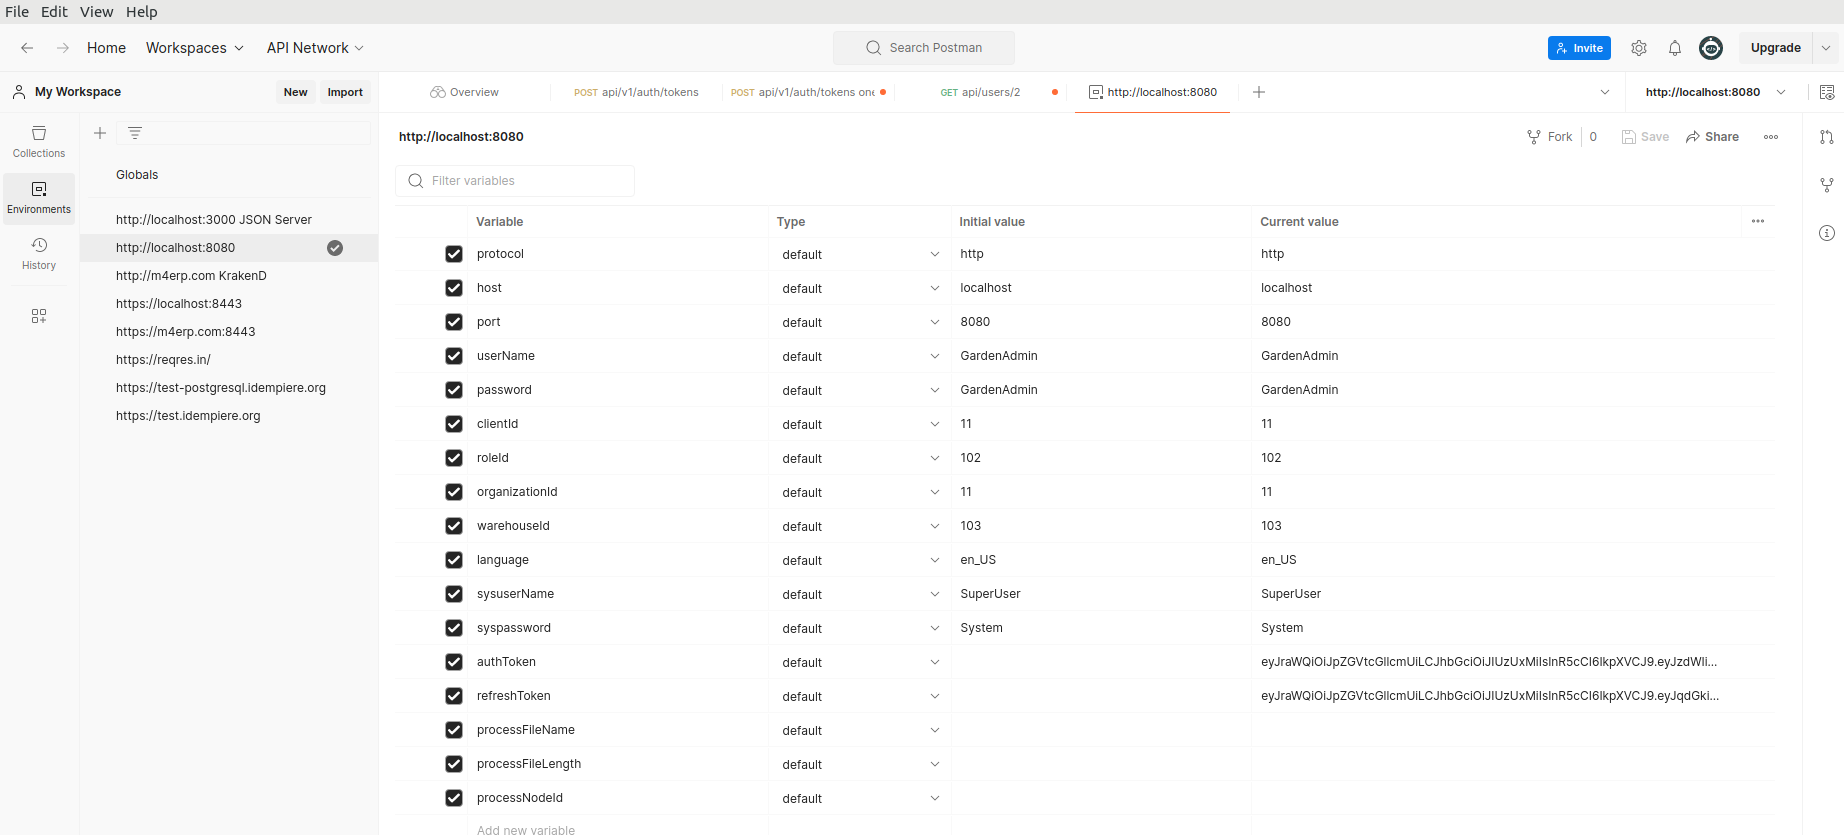 File Edit View Help
Home Workspaces API Network Search Postman Invite Upgrade
My Workspace New Import Overview POST api/v1/auth/tokens POST api/v1/auth/tokens one GET api/users/2 http://localhost:8080 http://localhost:8080
Collections
Environments
History
Globals
http://localhost:3000 JSON Server
http://localhost:8080
http://m4erp.com KrakenD
https://localhost:8443
https://m4erp.com:8443
https://reqres.in/
https://test-postgresql.idempiere.org
https://test.idempiere.org
http://localhost:8080 Fork 0 Save Share
Filter variables
Variable Type Initial value Current value
protocol default http http
host default localhost localhost
port default 8080 8080
userName default GardenAdmin GardenAdmin
password default GardenAdmin GardenAdmin
clientId default 11 11
roleId default 102 102
organizationId default 11 11
warehouseId default 103 103
language default en_US en_US
sysuserName default SuperUser SuperUser
syspassword default System System
authToken default eyJraWQiOiJpZGVtcGllcmUiLCJhbGciOiJIUzUxMiIsInR5cCI6IkpXVCJ9.eyJzdWIi...
refreshToken default eyJraWQiOiJpZGVtcGllcmUiLCJhbGciOiJIUzUxMiIsInR5cCI6IkpXVCJ9.eyJqdGki...
processFileName default
processFileLength default
processNodeId default
Add new variable